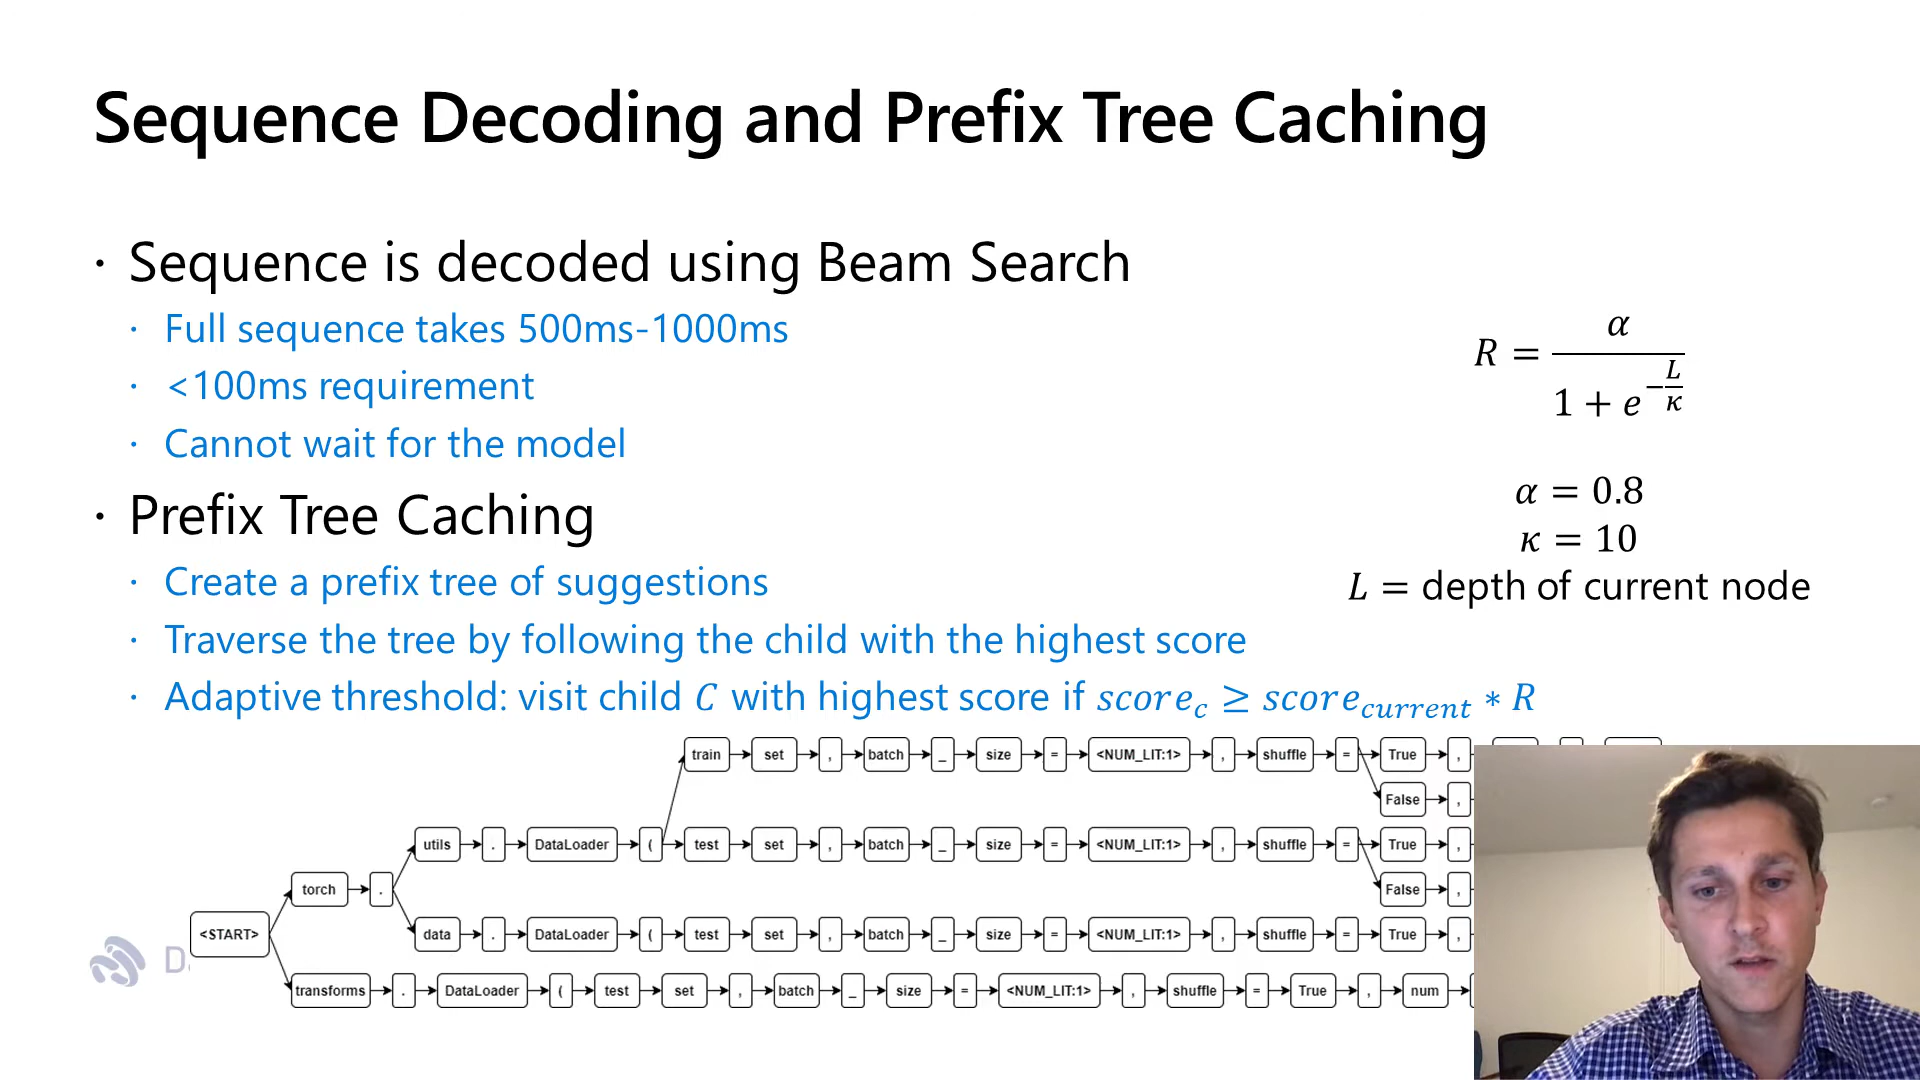 Sequence Decoding and Prefix Tree Caching
· Sequence is decoded using Beam Search
· Full sequence takes 500ms-1000ms
· <100ms requirement
· Cannot wait for the model
· Prefix Tree Caching
· Create a prefix tree of suggestions
· Traverse the tree by following the child with the highest score
· Adaptive threshold: visit child C with highest score if score_c ≥ score_current * R
R = α / (1 + e^(-L/κ))
α = 0.8
κ = 10
L = depth of current node
train set , batch _ size = <NUM_LIT:1> , shuffle = True ,
False ,
utils . DataLoader ( test set , batch _ size = <NUM_LIT:1> , shuffle = True ,
torch . False ,
<START> data . DataLoader ( test set , batch _ size = <NUM_LIT:1> , shuffle = True ,
transforms . DataLoader ( test set , batch _ size = <NUM_LIT:1> , shuffle = True , num